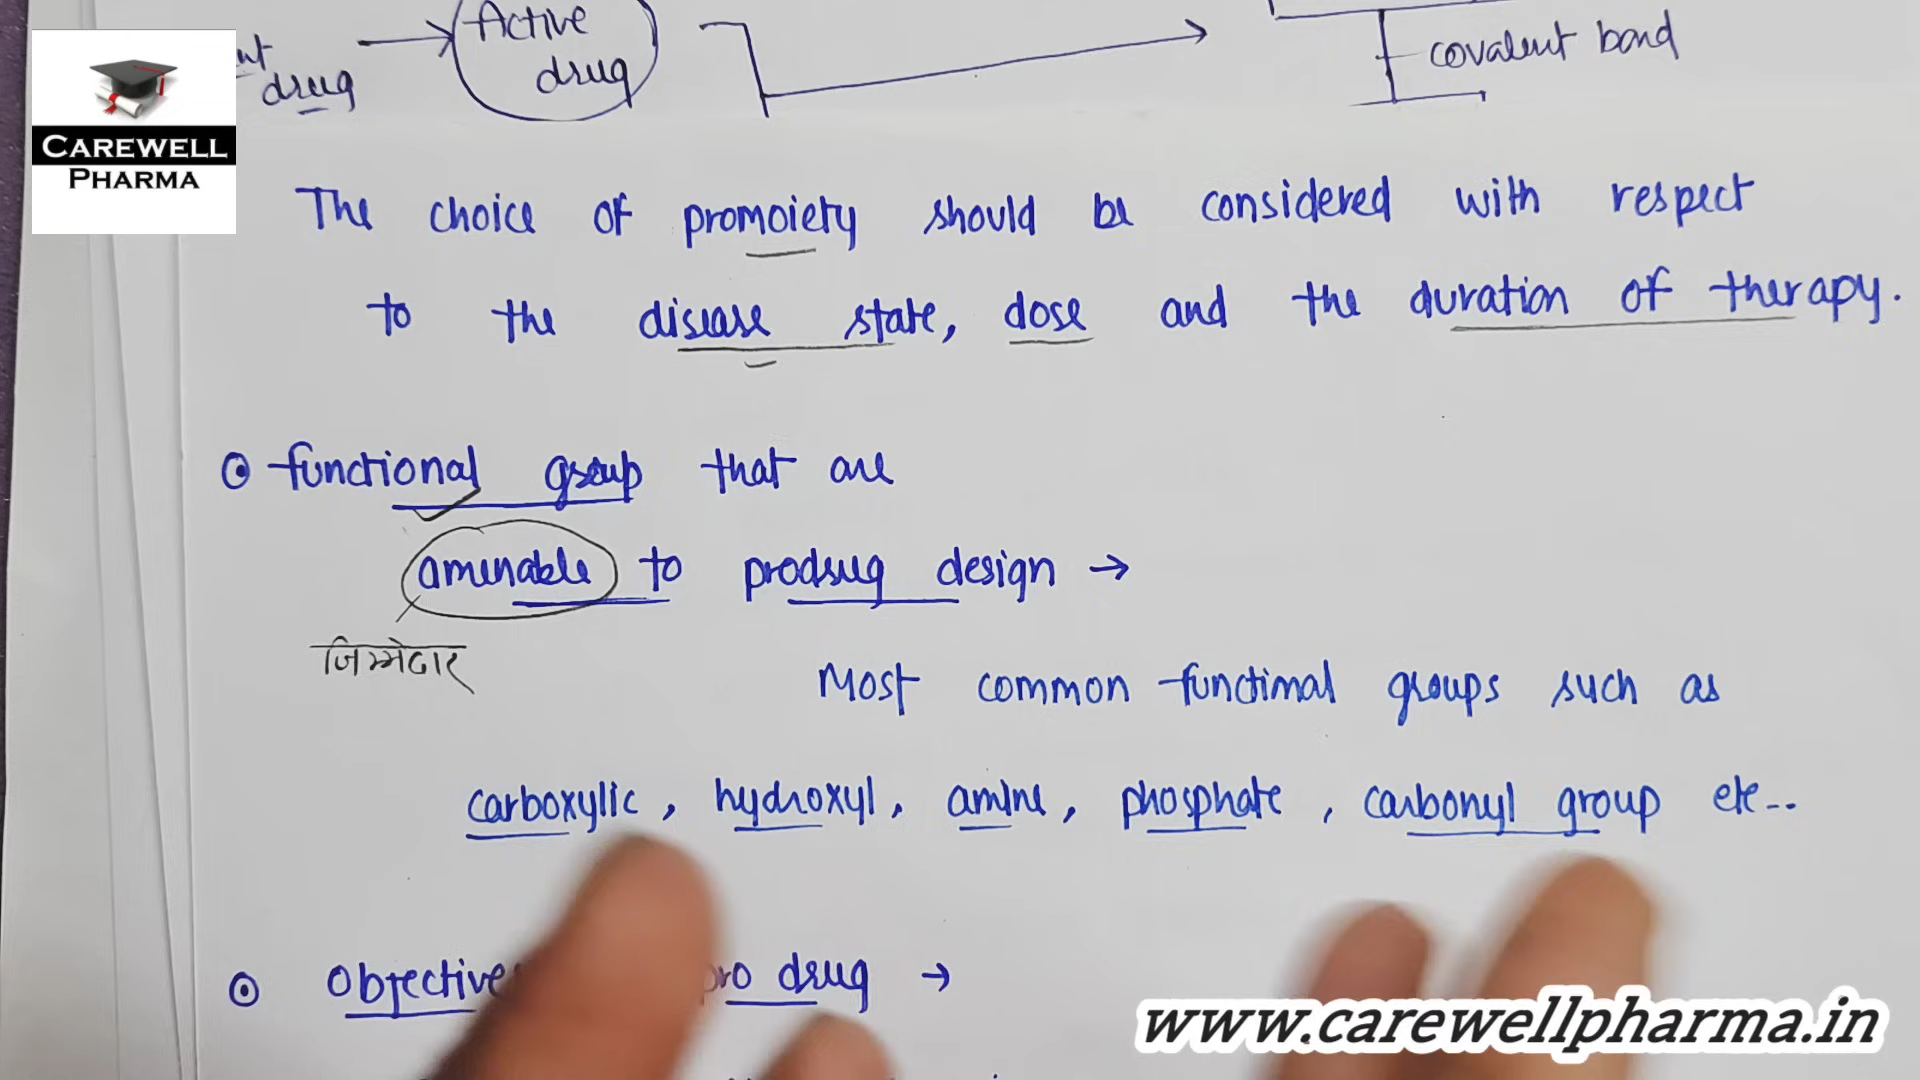 Active
drug
drug
covalent bond
CAREWELL
PHARMA
The choice of promoiety should be considered with respect
to the disease state, dose and the duration of therapy.
functional group that are
amenable to prodrug design →
जिम्मेदार
Most common functional groups such as
carboxylic, hydroxyl, amine, phosphate, carbonyl group etc..
Objective pro drug →
www.carewellpharma.in